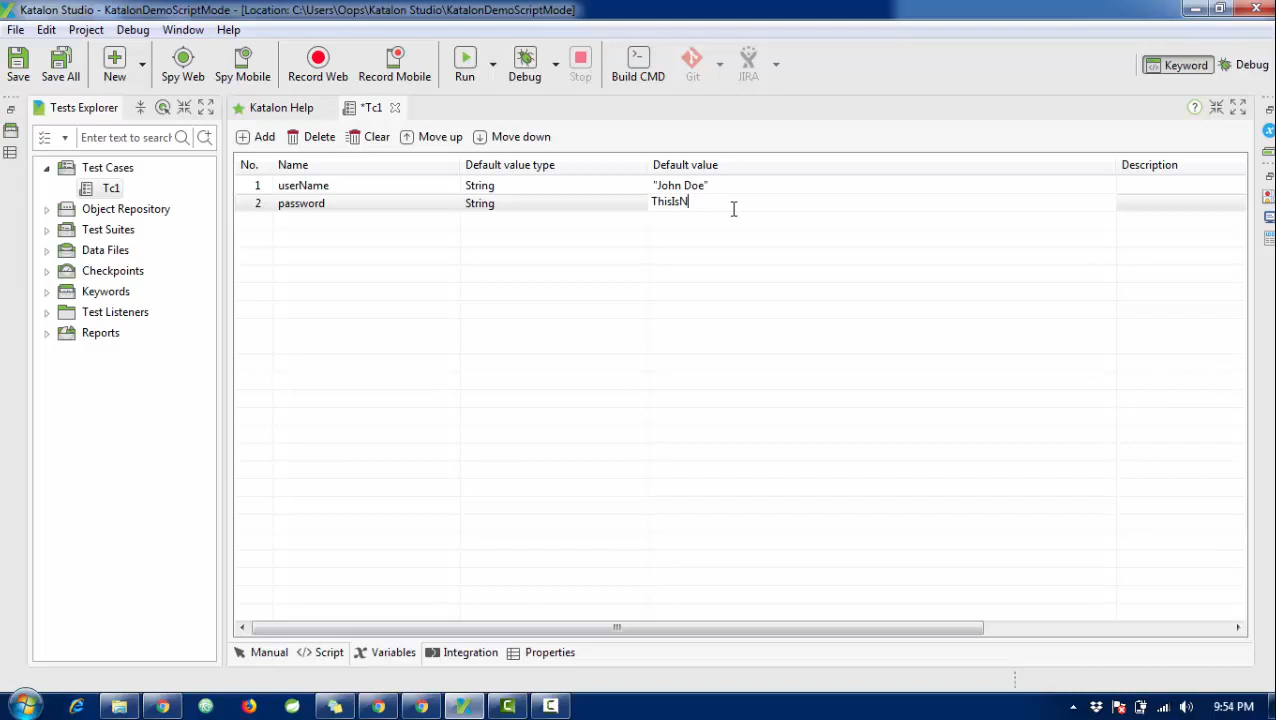 Katalon Studio - KatalonDemoScriptMode - [Location: C:\Users\Oops\Katalon Studio\KatalonDemoScriptMode]
File Edit Project Debug Window Help
Save Save All New Spy Web Spy Mobile Record Web Record Mobile Run Debug Stop Build CMD Git JIRA Keyword Debug
Tests Explorer
Katalon Help *Tc1
Enter text to search
Add Delete Clear Move up Move down
No. Name Default value type Default value Description
1 userName String "John Doe"
2 password String ThisIsN
Test Cases
Tc1
Object Repository
Test Suites
Data Files
Checkpoints
Keywords
Test Listeners
Reports
Manual Script Variables Integration Properties
9:54 PM